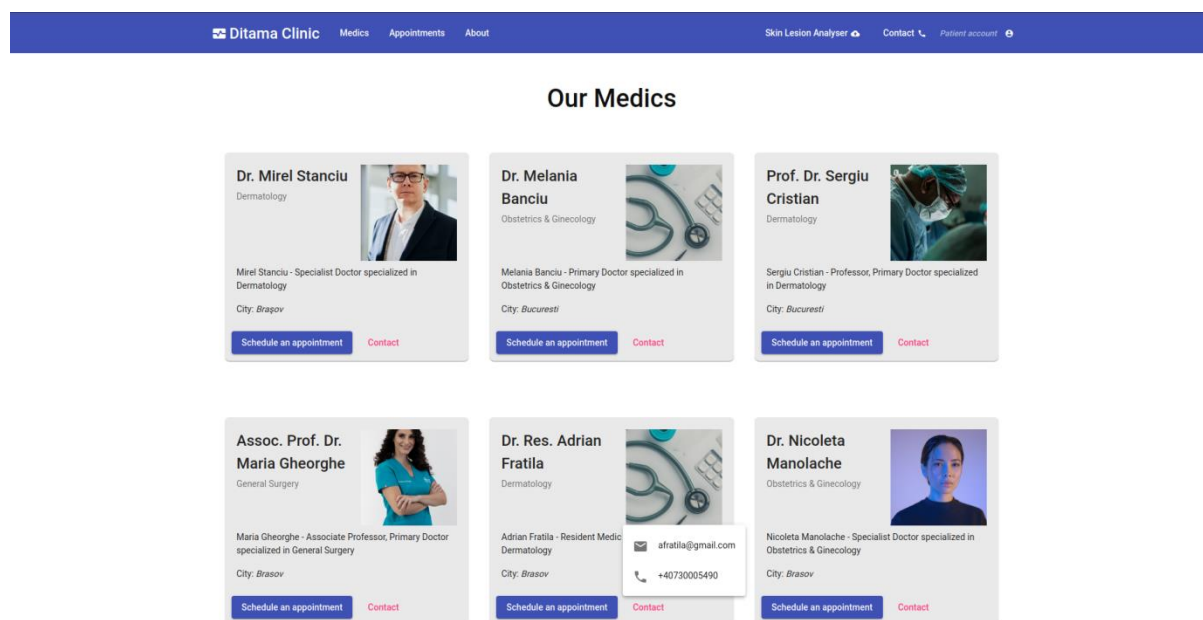 Ditama Clinic Medics Appointments About Skin Lesion Analyser Contact Patient account
Our Medics
Dr. Mirel Stanciu
Dermatology
Mirel Stanciu - Specialist Doctor specialized in
Dermatology
City: Brașov
Schedule an appointment Contact
Dr. Melania
Banciu
Obstetrics & Ginecology
Melania Banciu - Primary Doctor specialized in
Obstetrics & Ginecology
City: Bucuresti
Schedule an appointment Contact
Prof. Dr. Sergiu
Cristian
Dermatology
Sergiu Cristian - Professor, Primary Doctor specialized
in Dermatology
City: Bucuresti
Schedule an appointment Contact
Assoc. Prof. Dr.
Maria Gheorghe
General Surgery
Maria Gheorghe - Associate Professor, Primary Doctor
specialized in General Surgery
City: Brasov
Schedule an appointment Contact
Dr. Res. Adrian
Fratila
Dermatology
Adrian Fratila - Resident Medic
Dermatology
City: Brasov
afratila@gmail.com
+40730005490
Schedule an appointment Contact
Dr. Nicoleta
Manolache
Obstetrics & Ginecology
Nicoleta Manolache - Specialist Doctor specialized in
Obstetrics & Ginecology
City: Brasov
Schedule an appointment Contact